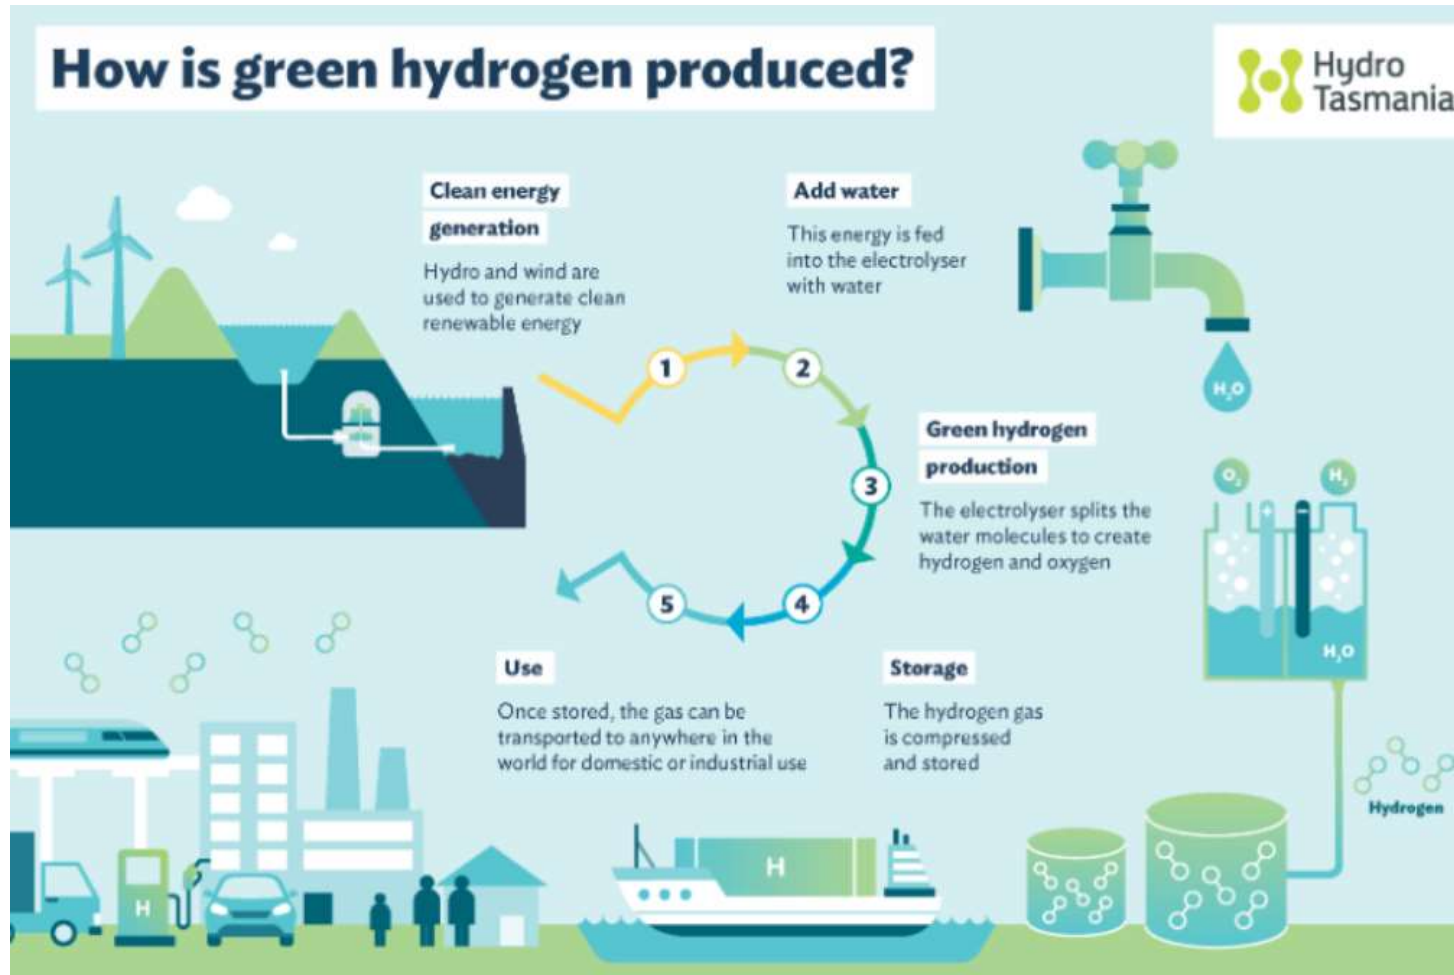 How is green hydrogen produced?
Hydro
Tasmania
Clean energy
generation
Hydro and wind are
used to generate clean
renewable energy
Add water
This energy is fed
into the electrolyser
with water
H₂O
1
2
3
4
5
Green hydrogen
production
The electrolyser splits the
water molecules to create
hydrogen and oxygen
O₂
H₂
+
−
H₂O
Use
Once stored, the gas can be
transported to anywhere in the
world for domestic or industrial use
Storage
The hydrogen gas
is compressed
and stored
Hydrogen
H
H